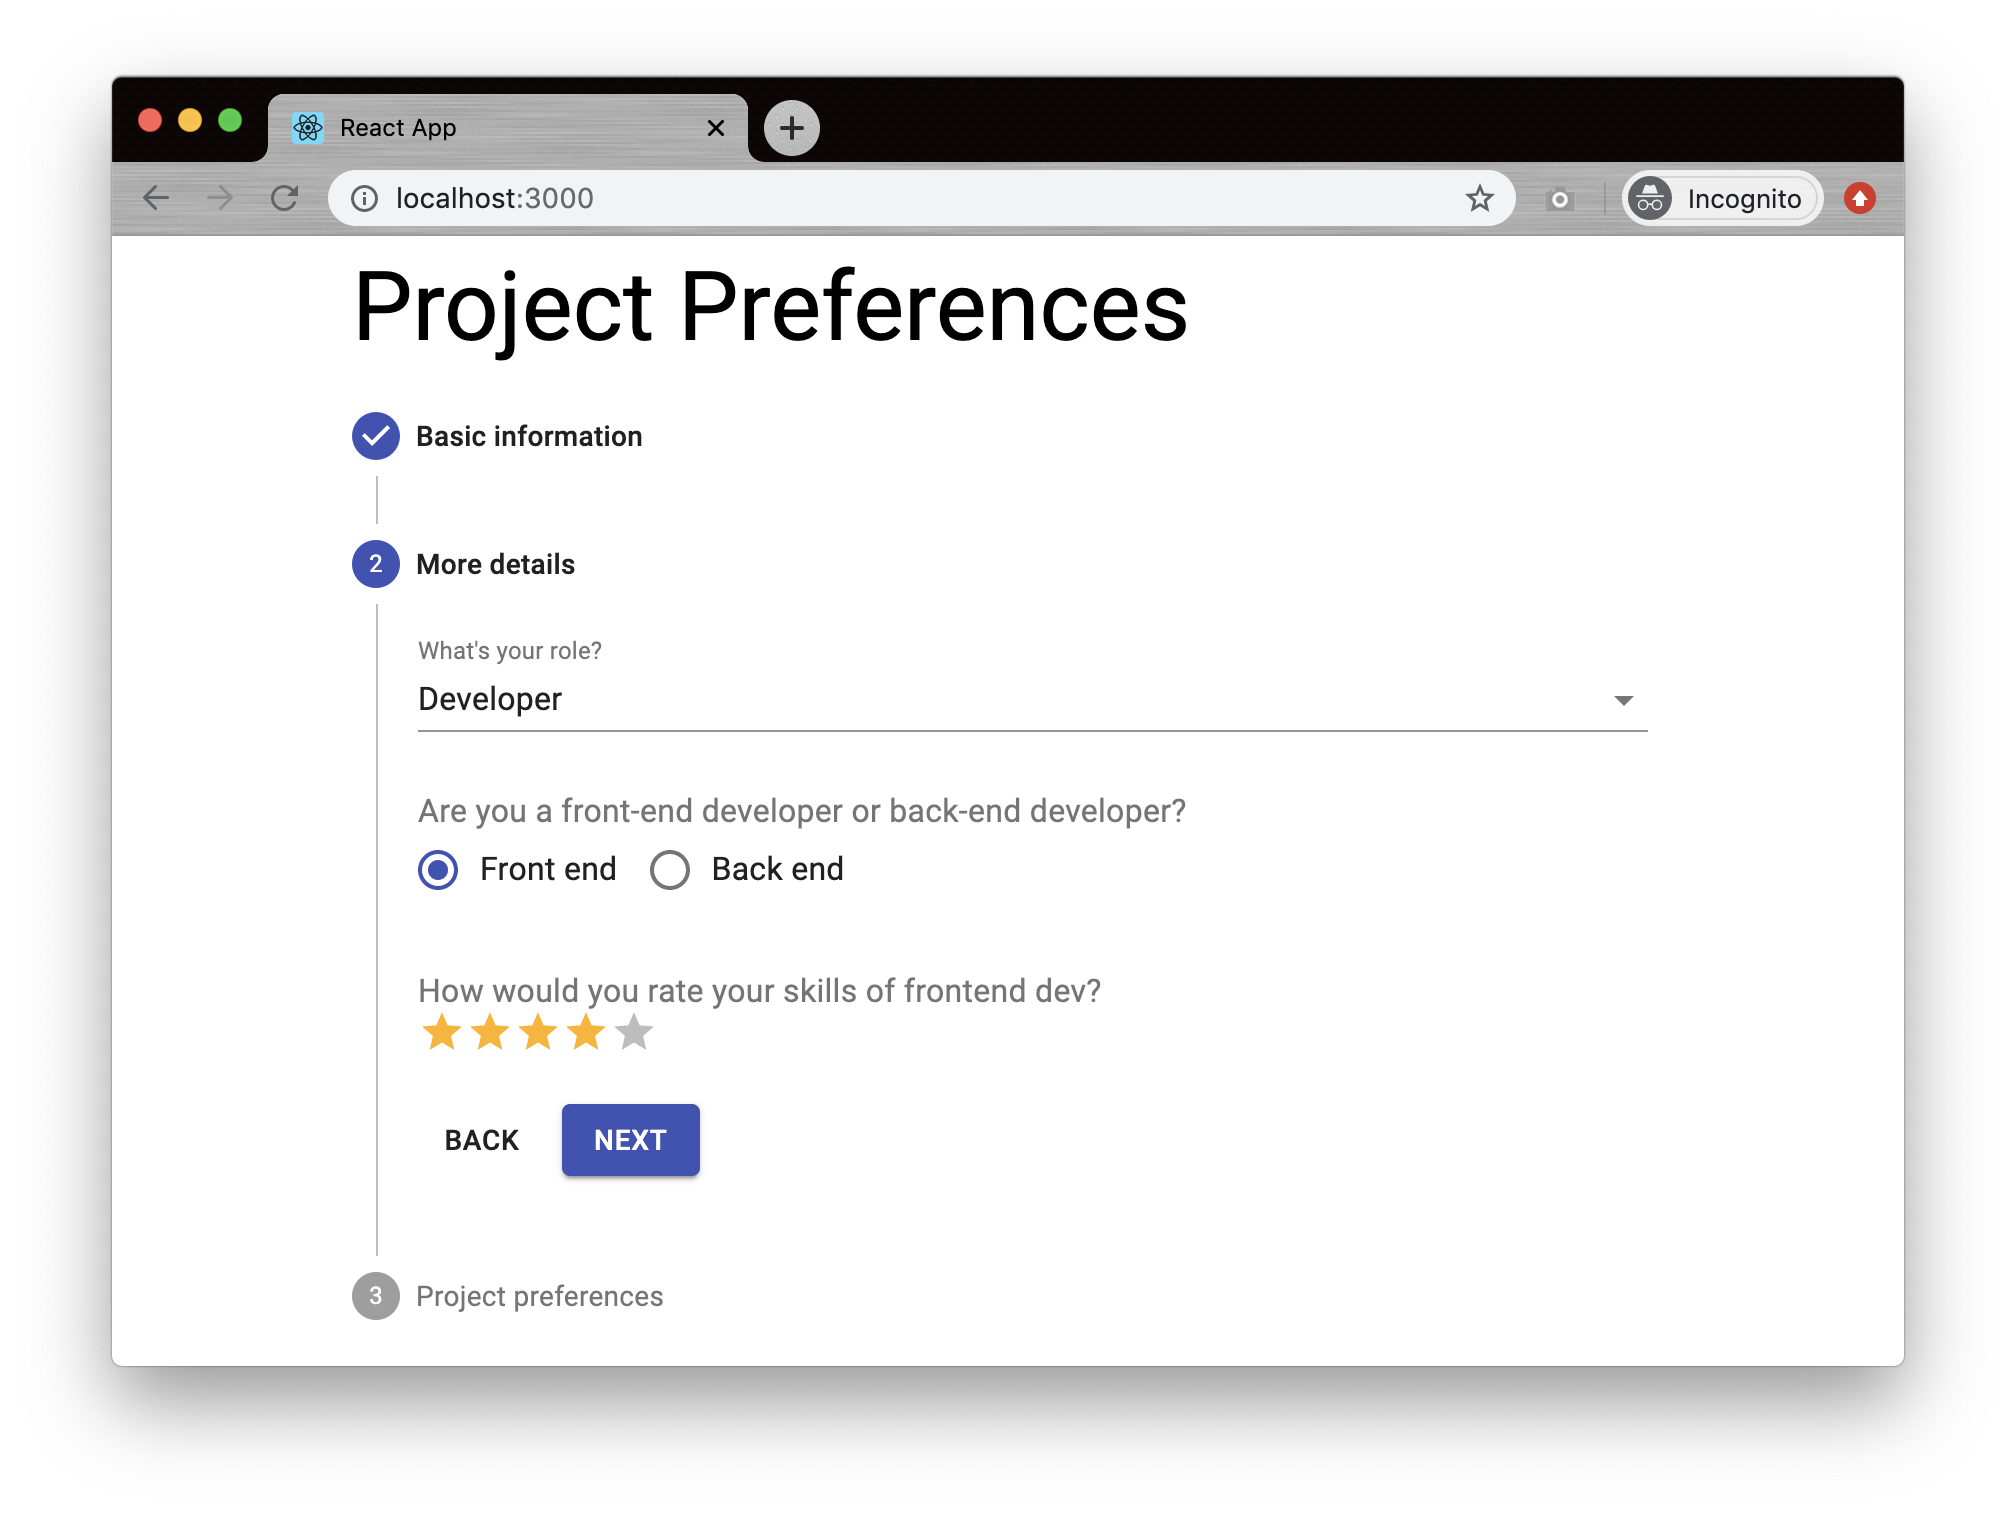 React App
localhost:3000
Incognito
Project Preferences
Basic information
2 More details
What's your role?
Developer
Are you a front-end developer or back-end developer?
Front end Back end
How would you rate your skills of frontend dev?
BACK NEXT
3 Project preferences